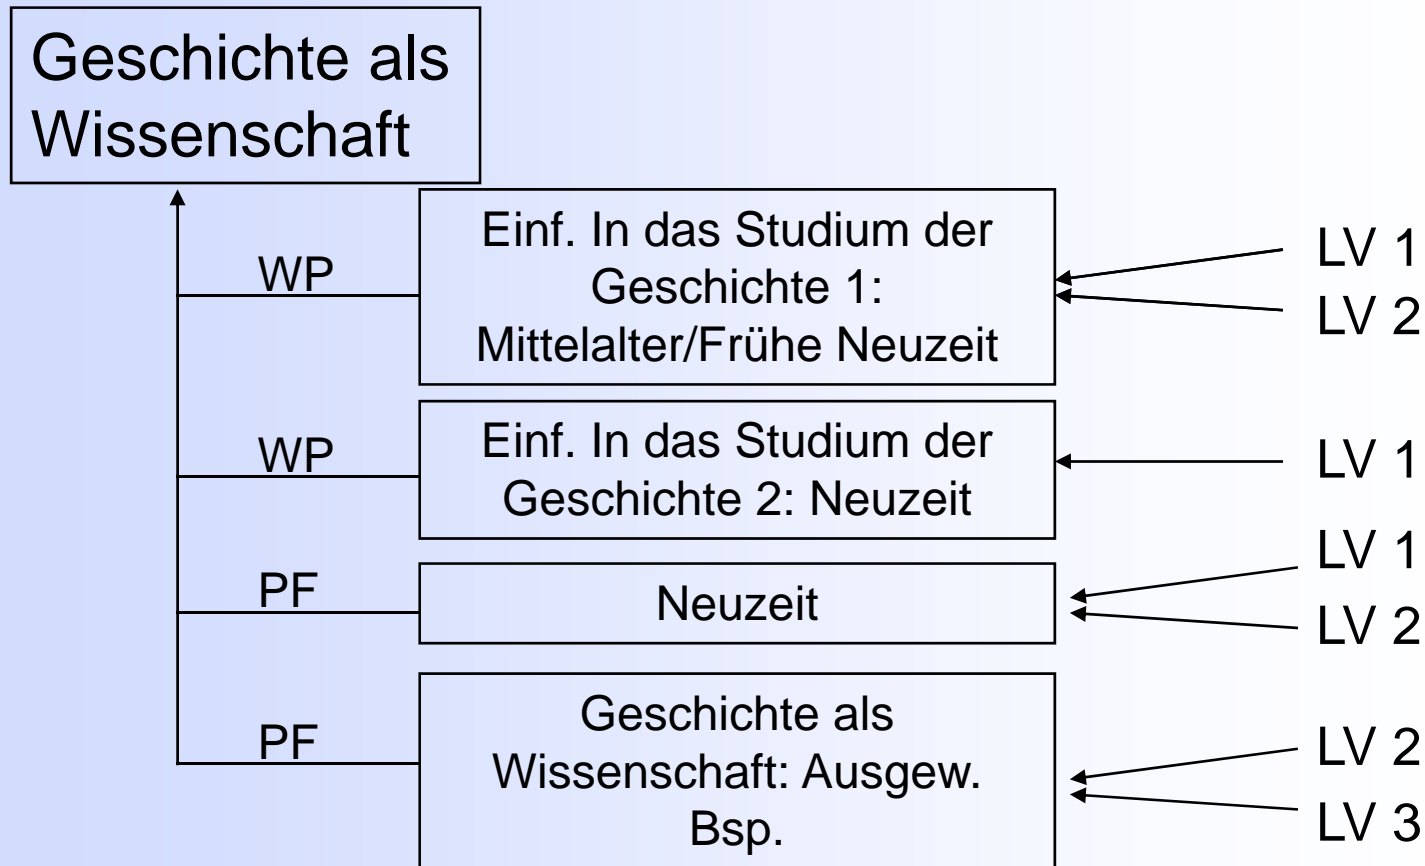 Geschichte als
Wissenschaft
WP
Einf. In das Studium der
Geschichte 1:
Mittelalter/Frühe Neuzeit
LV 1
LV 2
WP
Einf. In das Studium der
Geschichte 2: Neuzeit
LV 1
PF
Neuzeit
LV 1
LV 2
PF
Geschichte als
Wissenschaft: Ausgew.
Bsp.
LV 2
LV 3